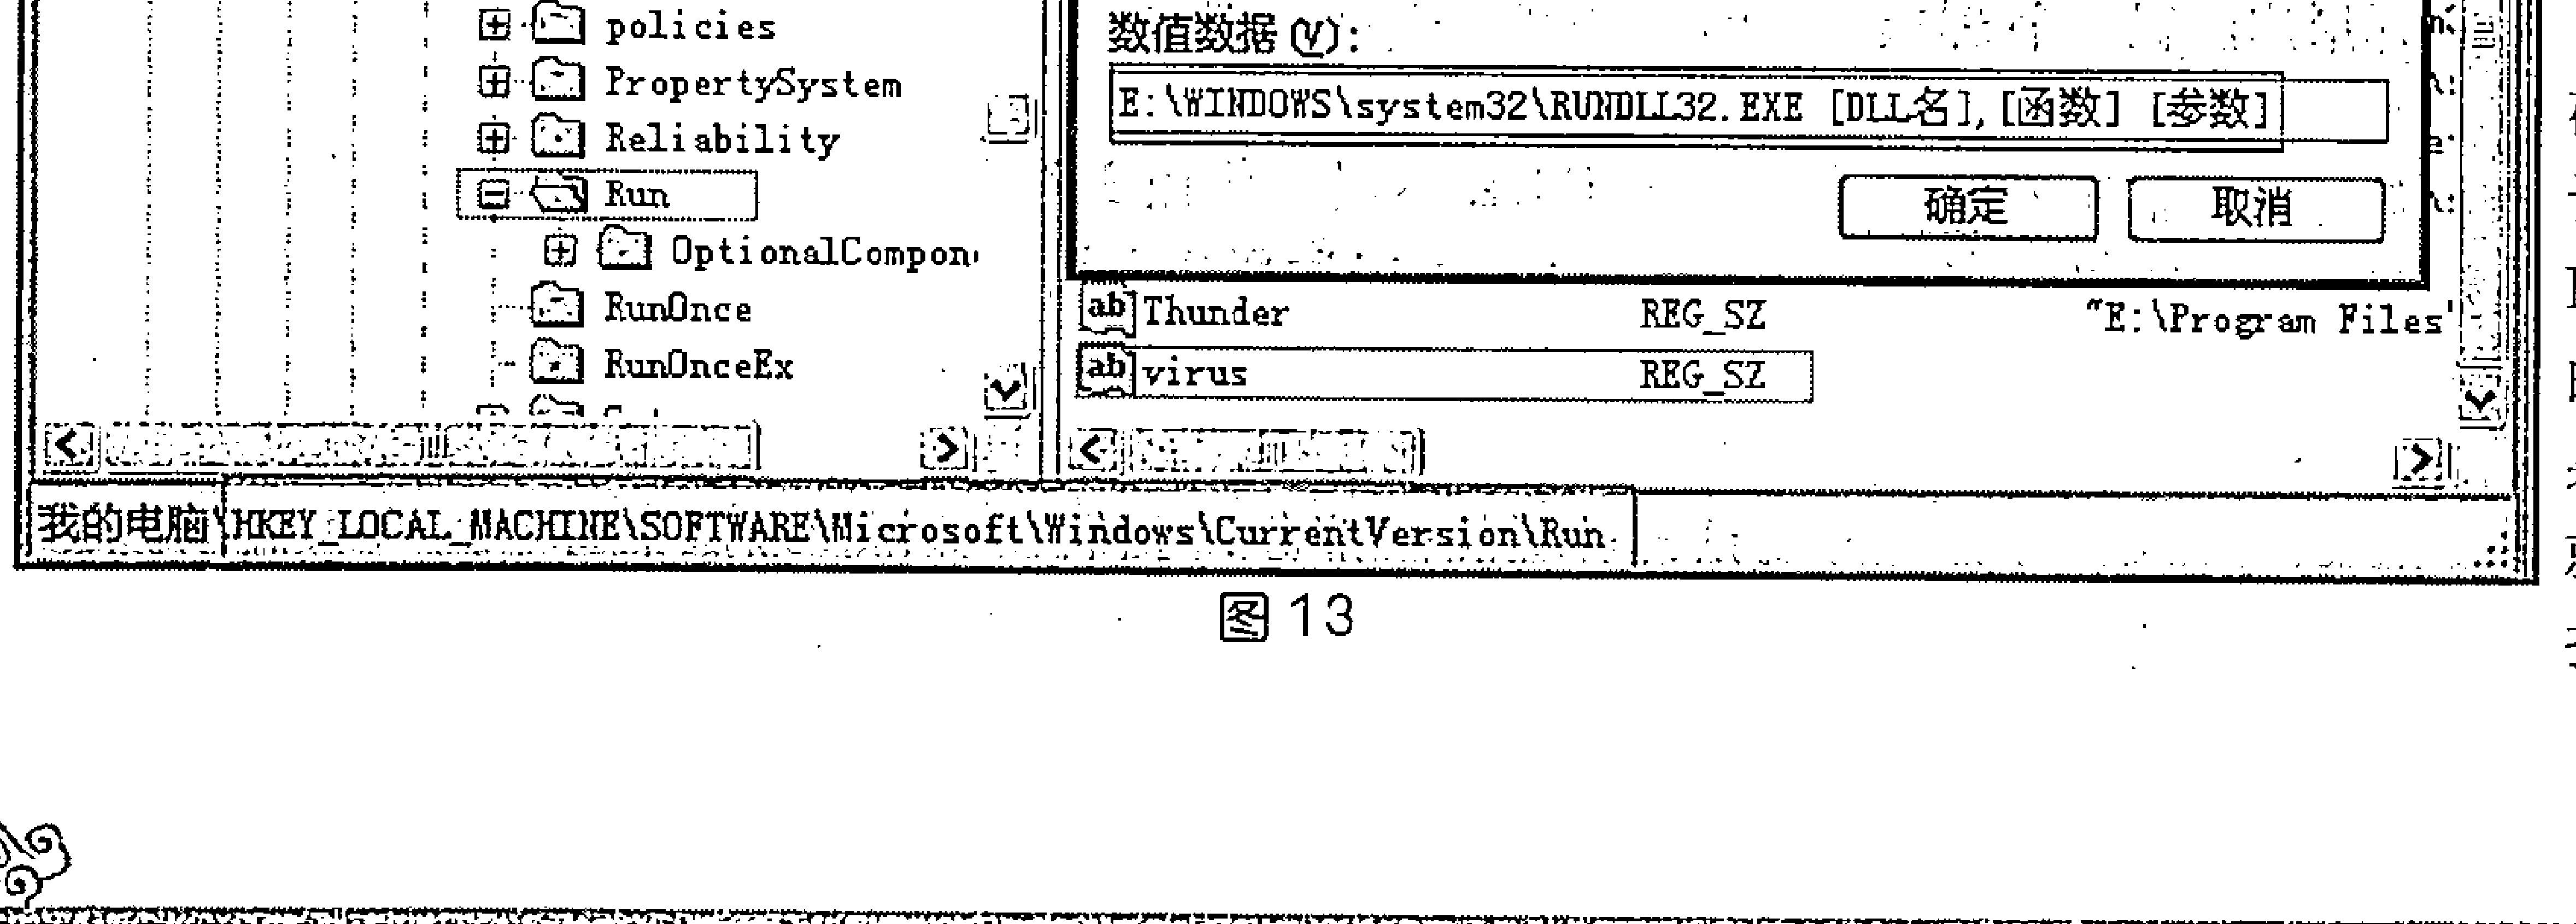 policies
PropertySystem
Reliability
Run
OptionalCompon
RunOnce
RunOnceEx
数值数据(V):
E:\WINDOWS\system32\RUNDLL32.EXE [DLL名],[函数] [参数]
确定 取消
Thunder REG_SZ "E:\Program Files
virus REG_SZ
我的电脑\HKEY_LOCAL_MACHINE\SOFTWARE\Microsoft\Windows\CurrentVersion\Run
图 13